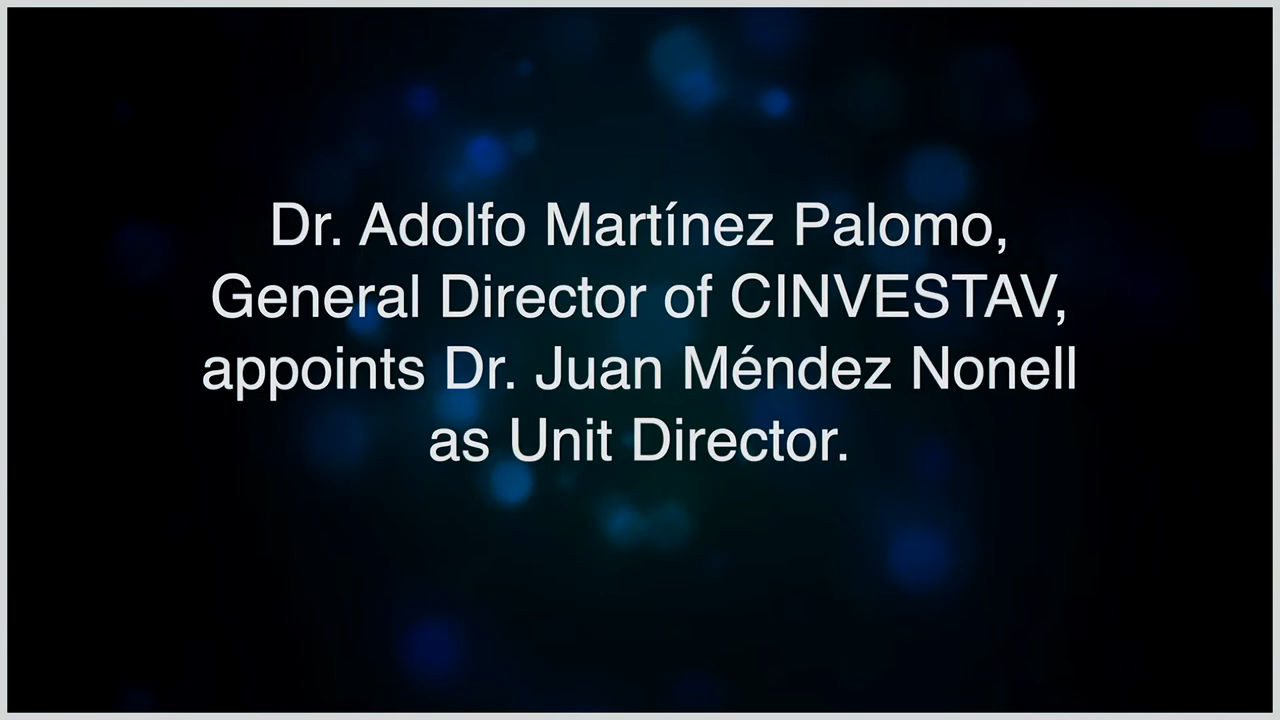 Dr. Adolfo Martínez Palomo,
General Director of CINVESTAV,
appoints Dr. Juan Méndez Nonell
as Unit Director.